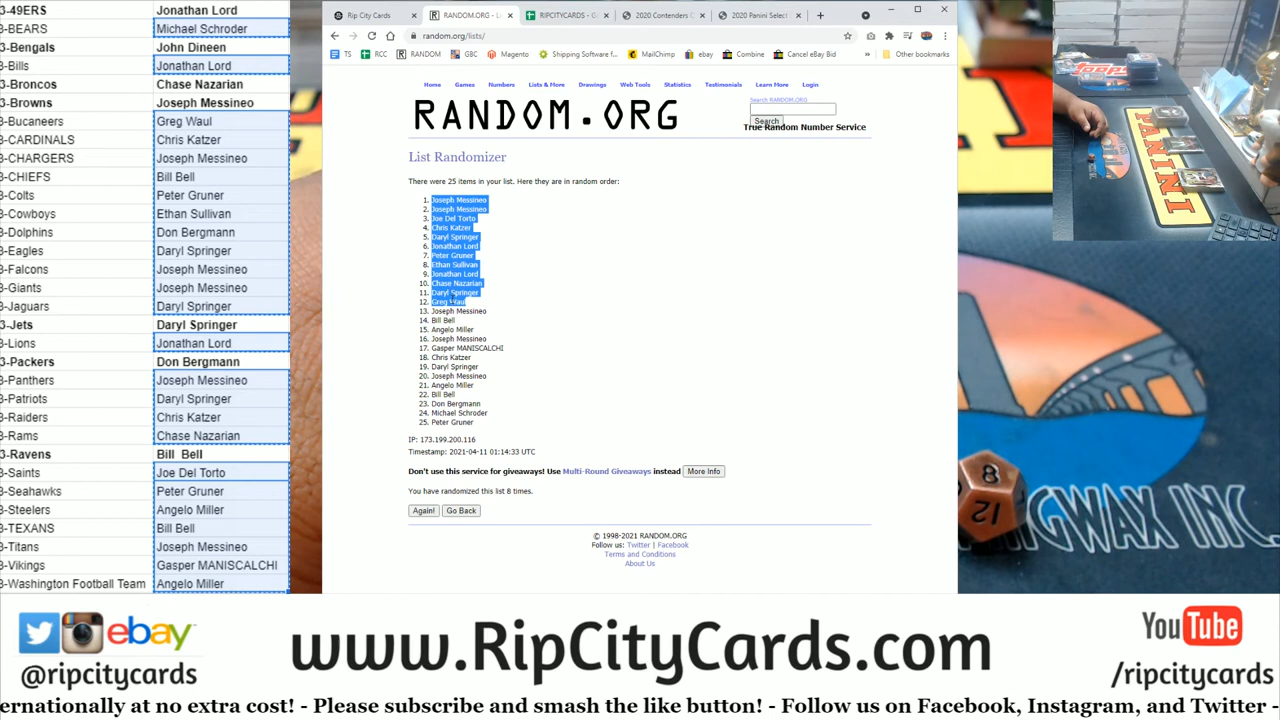 3-49ERS Jonathan Lord
3-BEARS Michael Schroder
3-Bengals John Dineen
3-Bills Jonathan Lord
3-Broncos Chase Nazarian
3-Browns Joseph Messineo
3-Bucaneers Greg Waul
3-CARDINALS Chris Katzer
3-CHARGERS Joseph Messineo
3-CHIEFS Bill Bell
3-Colts Peter Gruner
3-Cowboys Ethan Sullivan
3-Dolphins Don Bergmann
3-Eagles Daryl Springer
3-Falcons Joseph Messineo
3-Giants Joseph Messineo
3-Jaguars Daryl Springer
3-Jets Daryl Springer
3-Lions Jonathan Lord
3-Packers Don Bergmann
3-Panthers Joseph Messineo
3-Patriots Daryl Springer
3-Raiders Chris Katzer
3-Rams Chase Nazarian
3-Ravens Bill Bell
3-Saints Joe Del Torto
3-Seahawks Peter Gruner
3-Steelers Angelo Miller
3-TEXANS Bill Bell
3-Titans Joseph Messineo
3-Vikings Gasper MANISCALCHI
3-Washington Football Team Angelo Miller
Rip City Cards
RANDOM.ORG - Li
RIPCITYCARDS - G
2020 Contenders C
2020 Panini Select
random.org/lists/
TS RCC RANDOM GBC Magento Shipping Software f... MailChimp ebay Combine Cancel eBay Bid » Other bookmarks
Home Games Numbers Lists & More Drawings Web Tools Statistics Testimonials Learn More Login
RANDOM.ORG
Search RANDOM.ORG
Search
True Random Number Service
List Randomizer
There were 25 items in your list. Here they are in random order:
1. Joseph Messineo
2. Joseph Messineo
3. Joe Del Torto
4. Chris Katzer
5. Daryl Springer
6. Jonathan Lord
7. Peter Gruner
8. Ethan Sullivan
9. Jonathan Lord
10. Chase Nazarian
11. Daryl Springer
12. Greg Waul
13. Joseph Messineo
14. Bill Bell
15. Angelo Miller
16. Joseph Messineo
17. Gasper MANISCALCHI
18. Chris Katzer
19. Daryl Springer
20. Joseph Messineo
21. Angelo Miller
22. Bill Bell
23. Don Bergmann
24. Michael Schroder
25. Peter Gruner
IP: 173.199.200.116
Timestamp: 2021-04-11 01:14:33 UTC
Don't use this service for giveaways! Use Multi-Round Giveaways instead More Info
You have randomized this list 8 times.
Again! Go Back
© 1998-2021 RANDOM.ORG
Follow us: Twitter | Facebook
Terms and Conditions
About Us
hoops
PANINI
8
12
GWAX INC
ebay
@ripcitycards
www.RipCityCards.com
YouTube
/ripcitycards
ernationally at no extra cost! - Please subscribe and smash the like button! - Follow us on Facebook, Instagram, and Twitter -